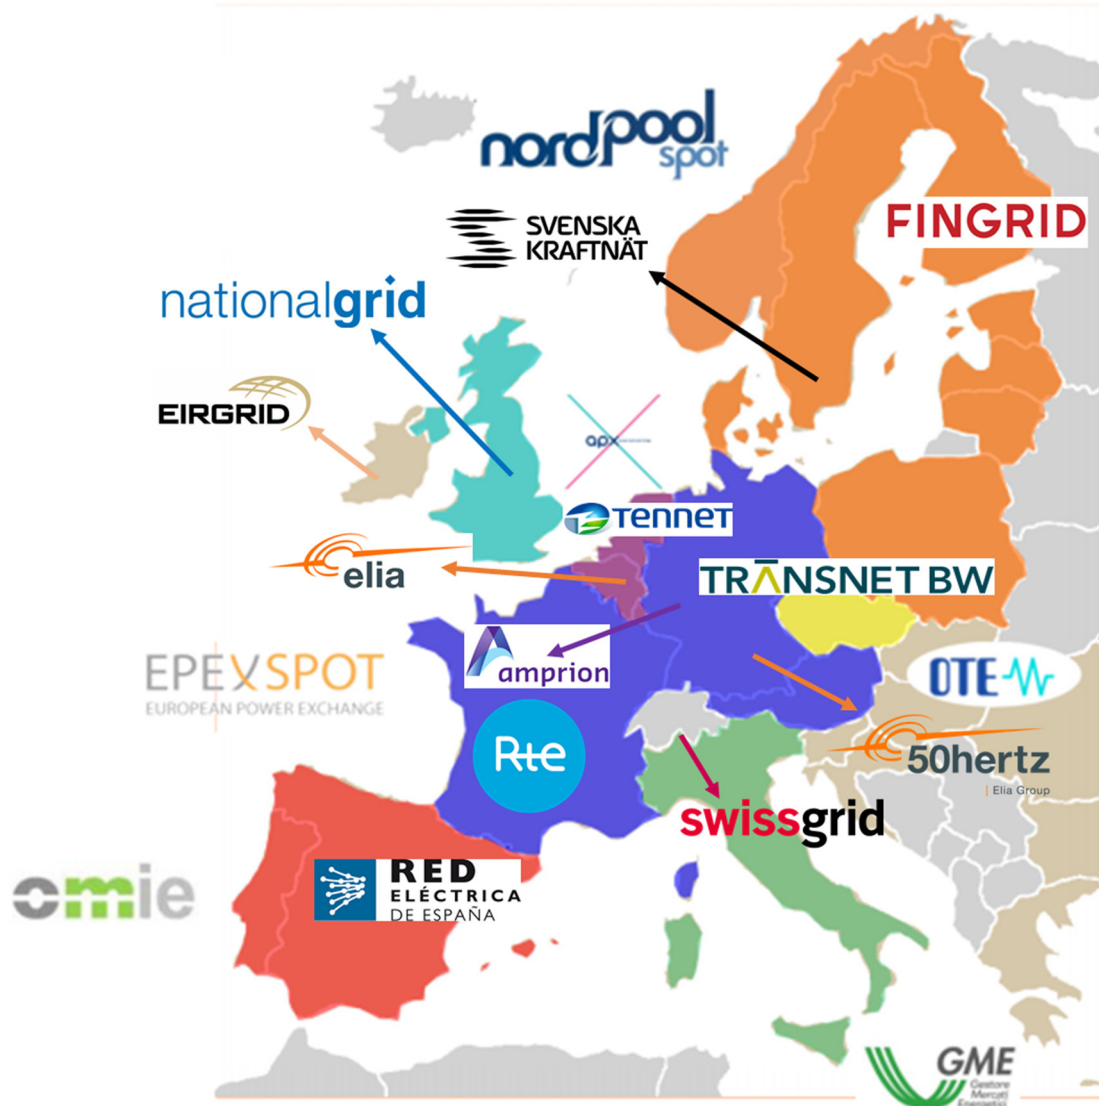 nordpool
spot
SVENSKA
KRAFTNÄT
FINGRID
nationalgrid
EIRGRID
apx
TENNET
elia
TRANSNET BW
amprion
EPEXSPOT
EUROPEAN POWER EXCHANGE
OTE
Rte
50hertz
Elia Group
swissgrid
omie
RED
ELÉCTRICA
DE ESPAÑA
GME
Gestore
Mercati
Energetici